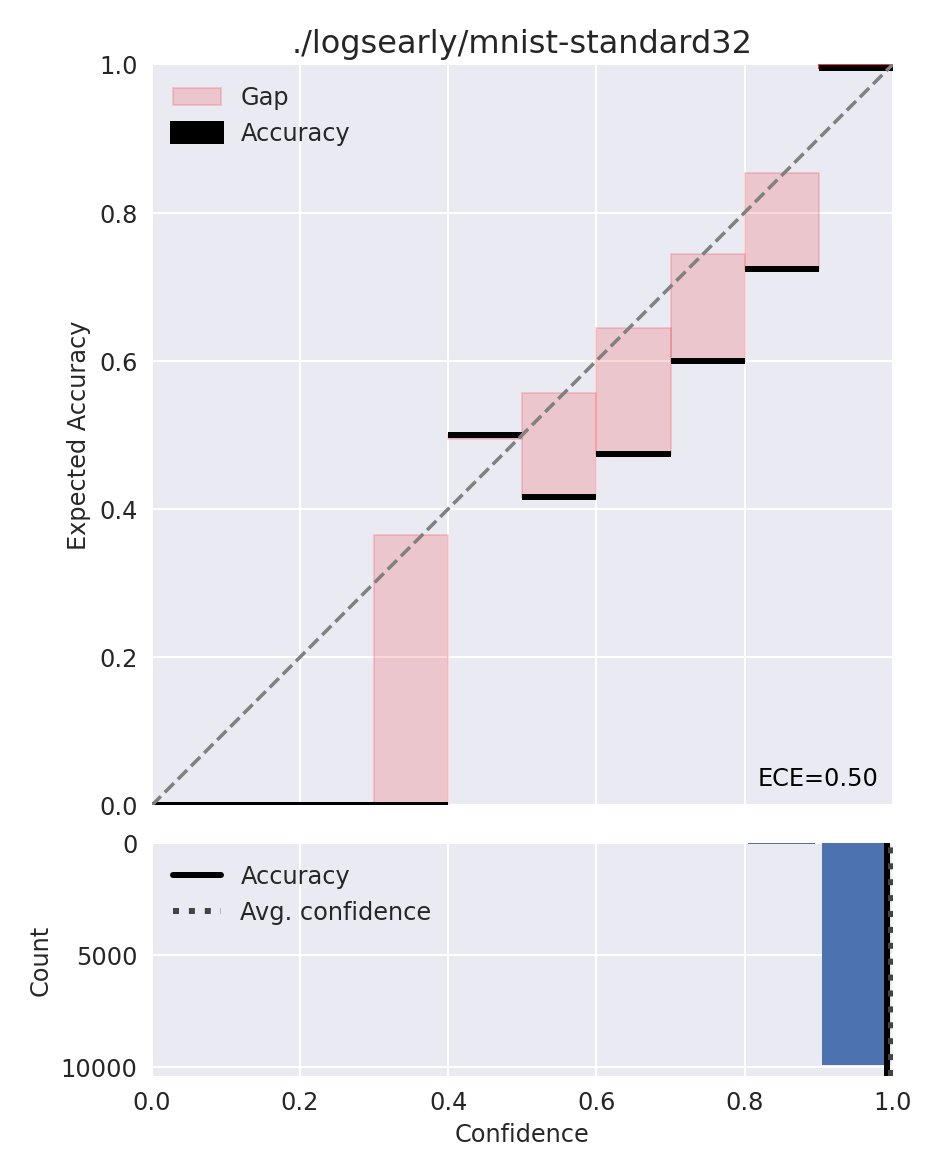 ./logsearly/mnist-standard32
1.0
Gap
Accuracy
0.8
0.6
Expected Accuracy
0.4
0.2
ECE=0.50
0.0
0
Accuracy
Avg. confidence
Count
5000
10000
0.0 0.2 0.4 0.6 0.8 1.0
Confidence